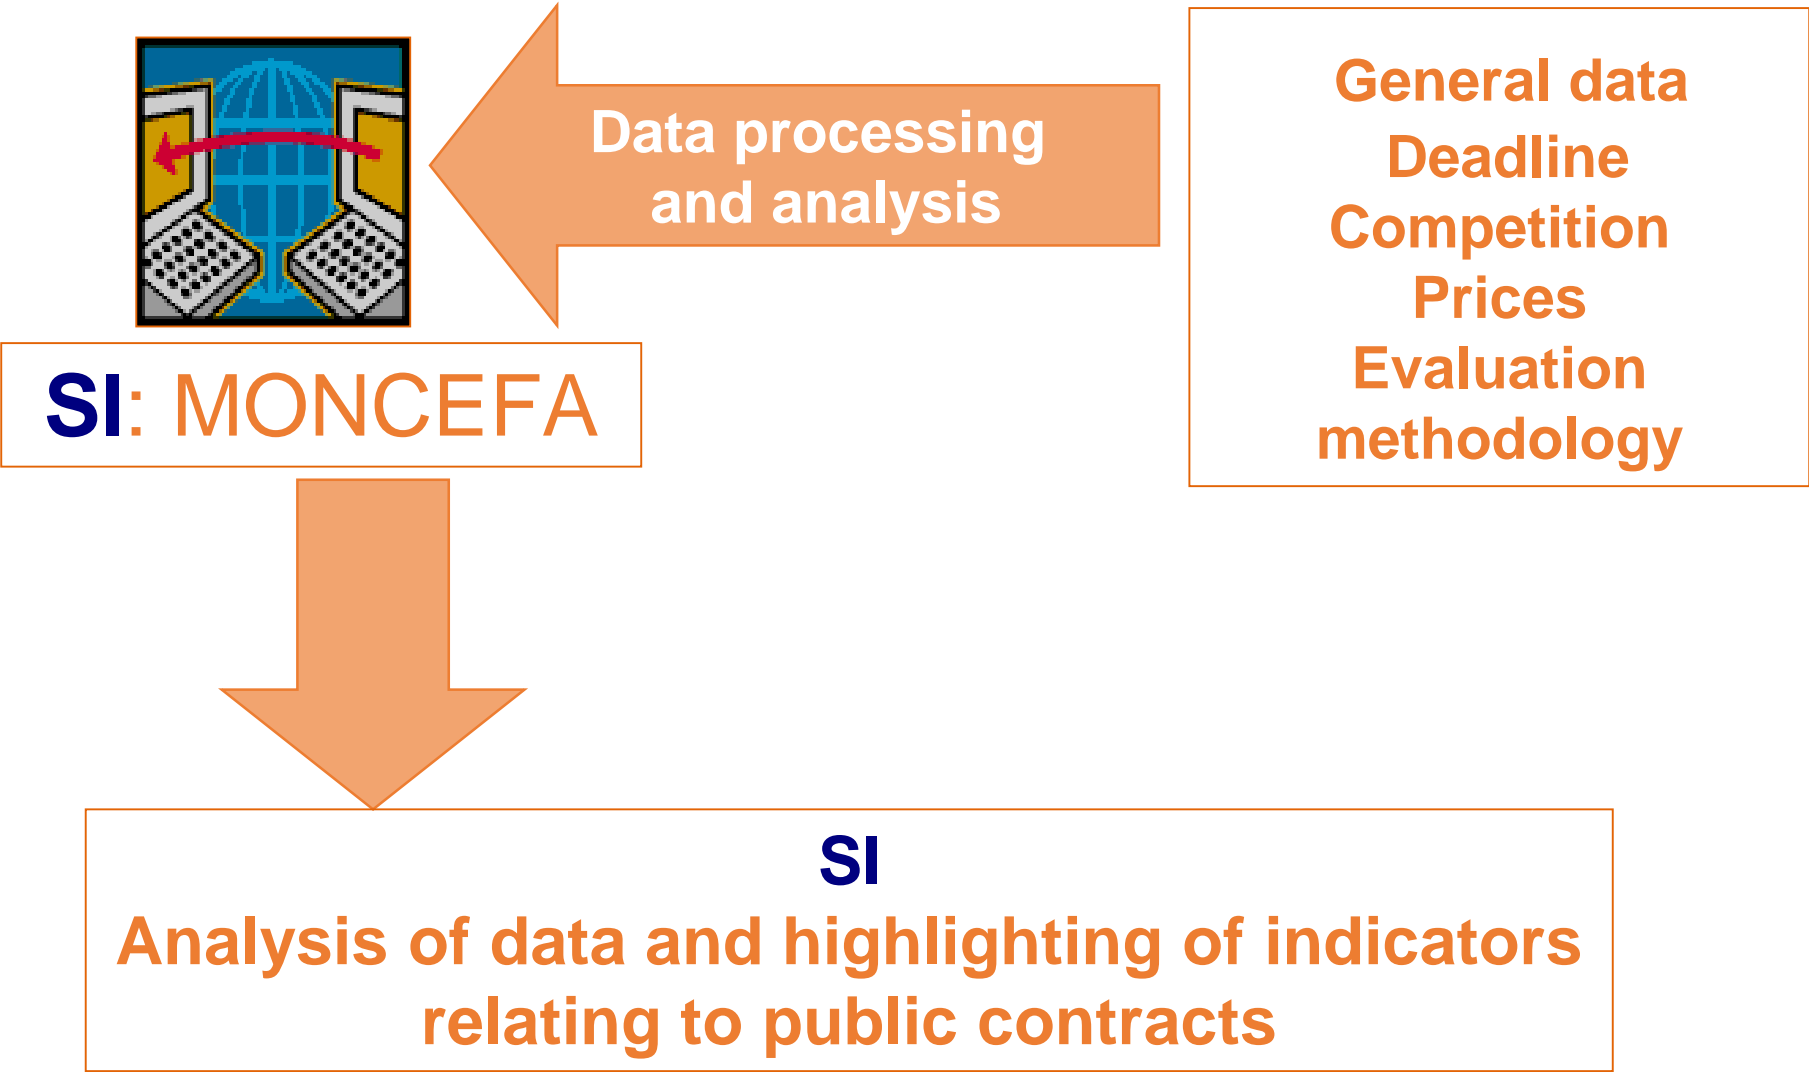 Data processing
and analysis
General data
Deadline
Competition
Prices
Evaluation
methodology
SI: MONCEFA
SI
Analysis of data and highlighting of indicators
relating to public contracts